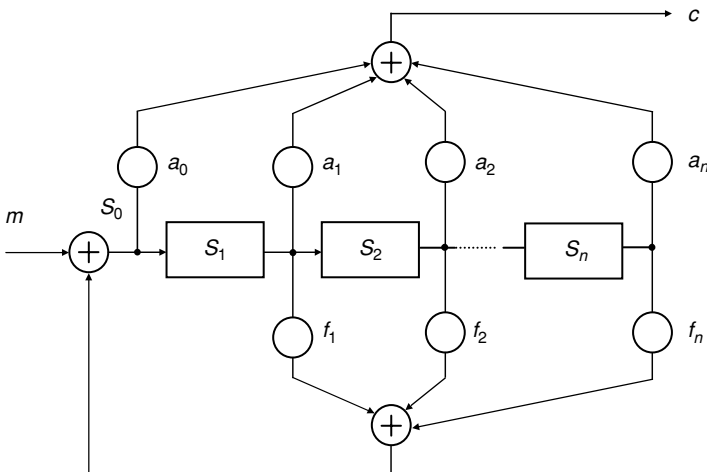 c
a₀ a₁ a₂ aₙ
S₀
m
+
+ S₁ S₂ Sₙ
f₁ f₂ fₙ
+